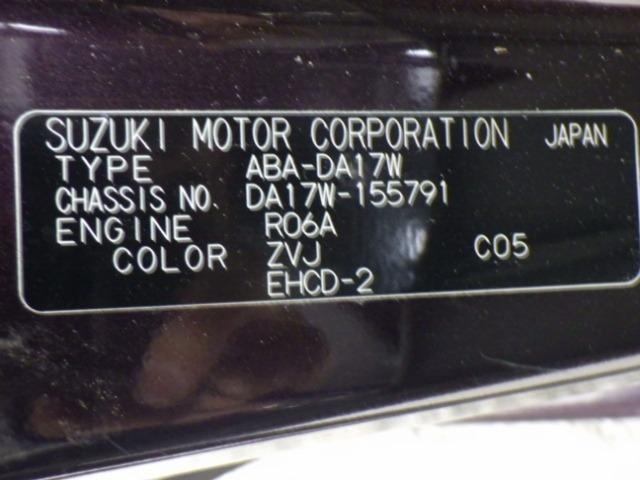 SUZUKI MOTOR CORPORATION JAPAN
TYPE ABA-DA17W
CHASSIS NO. DA17W-155791
ENGINE R06A
COLOR ZVJ C05
EHCD-2